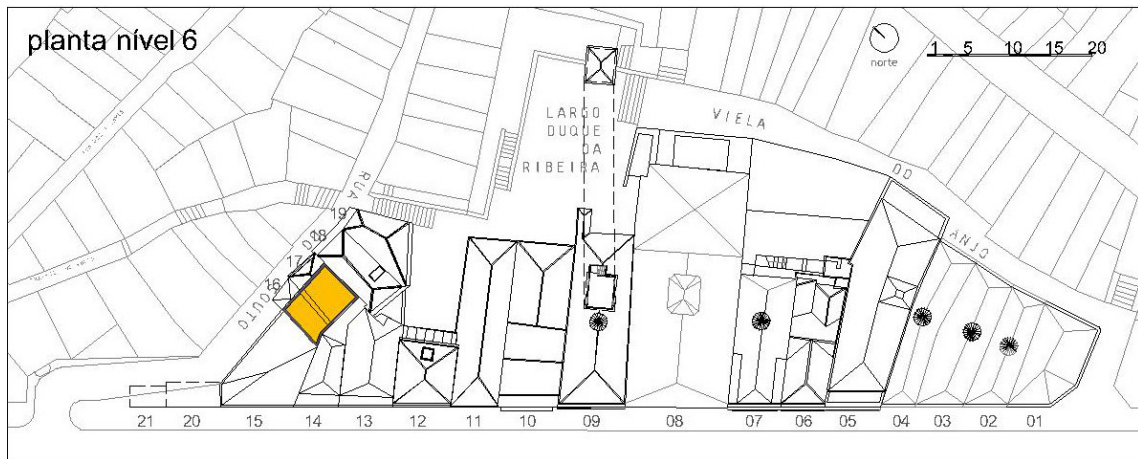 planta nível 6
norte
1 5 10 15 20
LARGO
DUQUE
DA
RIBEIRA
VIELA
DO
ANJO
RUA
DO
SOUTO
19
18
17
16
21 20 15 14 13 12 11 10 09 08 07 06 05 04 03 02 01